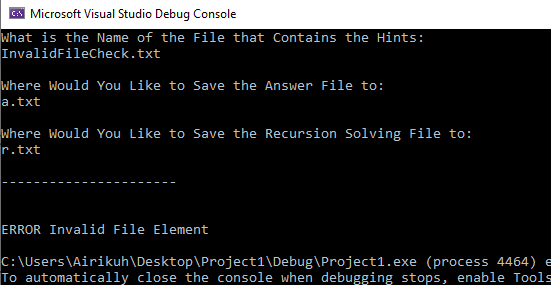 Microsoft Visual Studio Debug Console
What is the Name of the File that Contains the Hints:
InvalidFileCheck.txt
Where Would You Like to Save the Answer File to:
a.txt
Where Would You Like to Save the Recursion Solving File to:
r.txt
----------------------
ERROR Invalid File Element
C:\Users\Airikuh\Desktop\Project1\Debug\Project1.exe (process 4464) e
To automatically close the console when debugging stops, enable Tools